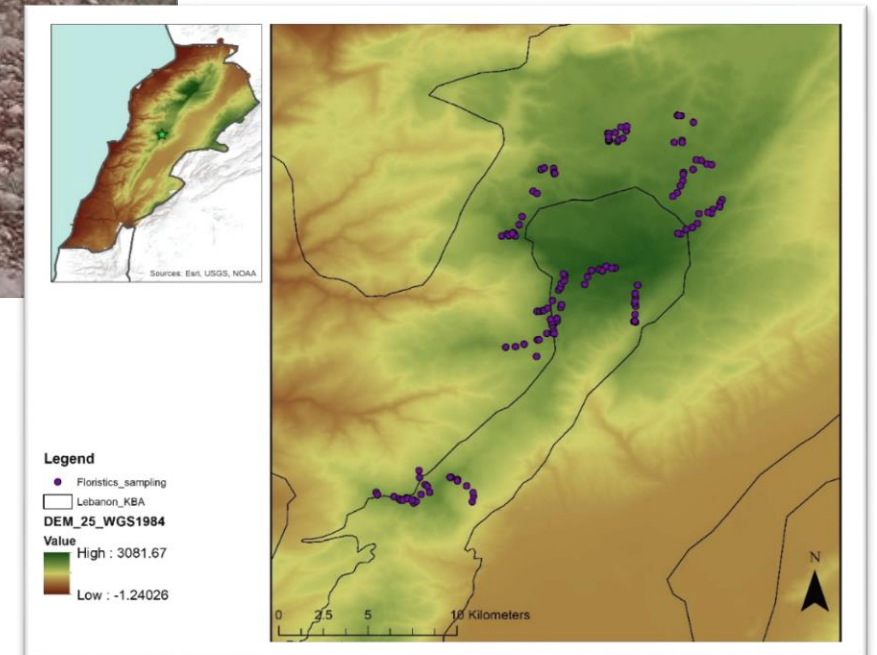 Sources: Esri, USGS, NOAA
Legend
Floristics_sampling
Lebanon_KBA
DEM_25_WGS1984
Value
High : 3081.67
Low : -1.24026
0 2.5 5 10 Kilometers
N